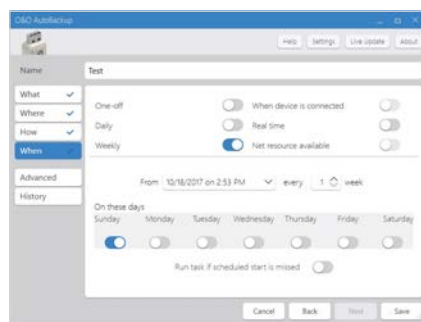 O&O AutoBackup
Help Settings Live Update About
Name Test
What
Where
How
When
Advanced
History
One-off When device is connected
Daily Real time
Weekly Net resource available
From 10/18/2017 on 2:53 PM every 1 week
On these days
Sunday Monday Tuesday Wednesday Thursday Friday Saturday
Run task if scheduled start is missed
Cancel Back Next Save